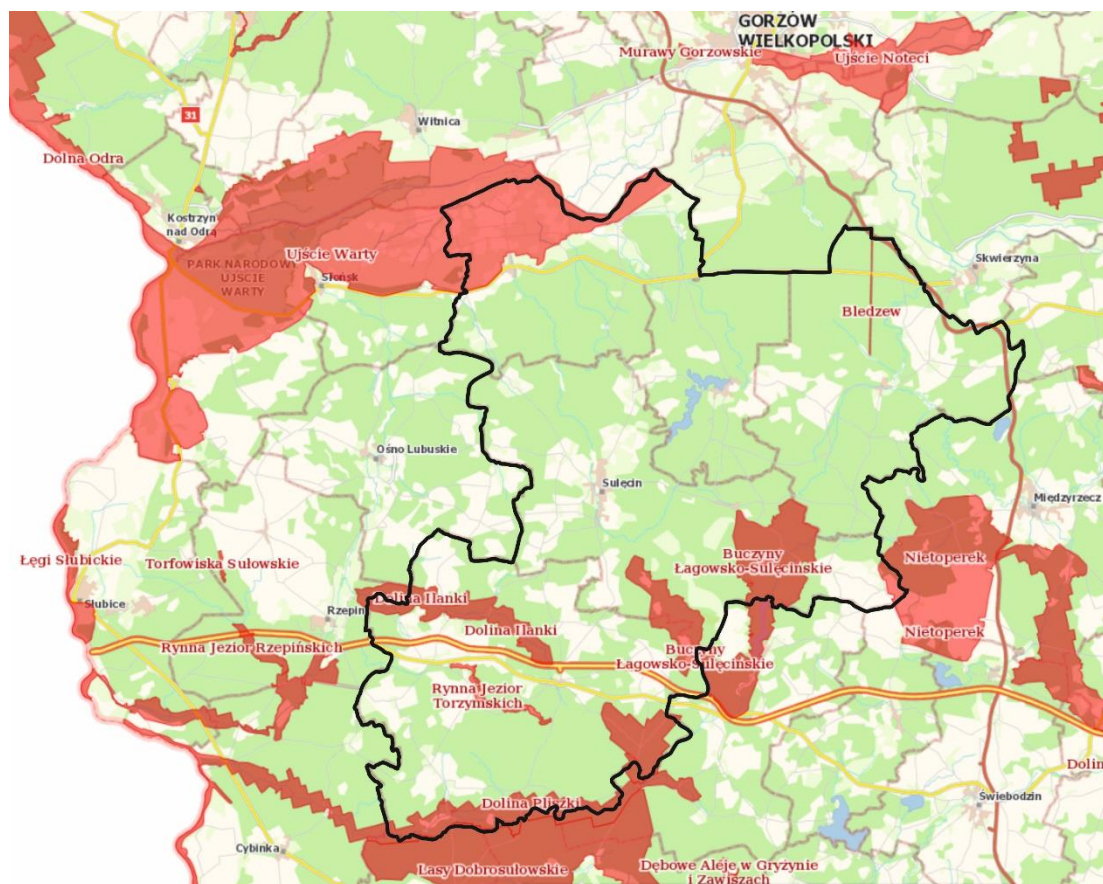 GORZÓW
WIELKOPOLSKI
Murawy Gorzowskie
Ujście Noteci
31
Witnica
Dolna Odra
Kostrzyn
nad Odrą
Ujście Warty
PARK NARODOWY
UJŚCIE
WARTY
Słońsk
Skwierzyna
Bledzew
Ośno Lubuskie
Sulęcin
Międzyrzecz
Buczyny
Łagowsko-Sulęcińskie
Nietoperek
Łęgi Słubickie
Torfowiska Sułowskie
Słubice
Rzepin
Dolina Ilanki
Dolina Ilanki
Nietoperek
Rynna Jezior Rzepińskich
Buczyny
Łagowsko-Sulęcińskie
Rynna Jezior
Torzymskich
Dolin
Dolina Pliszki
Świebodzin
Cybinka
Lasy Dobrosułowskie
Dębowe Aleje w Gryżynie
i Zawiszach